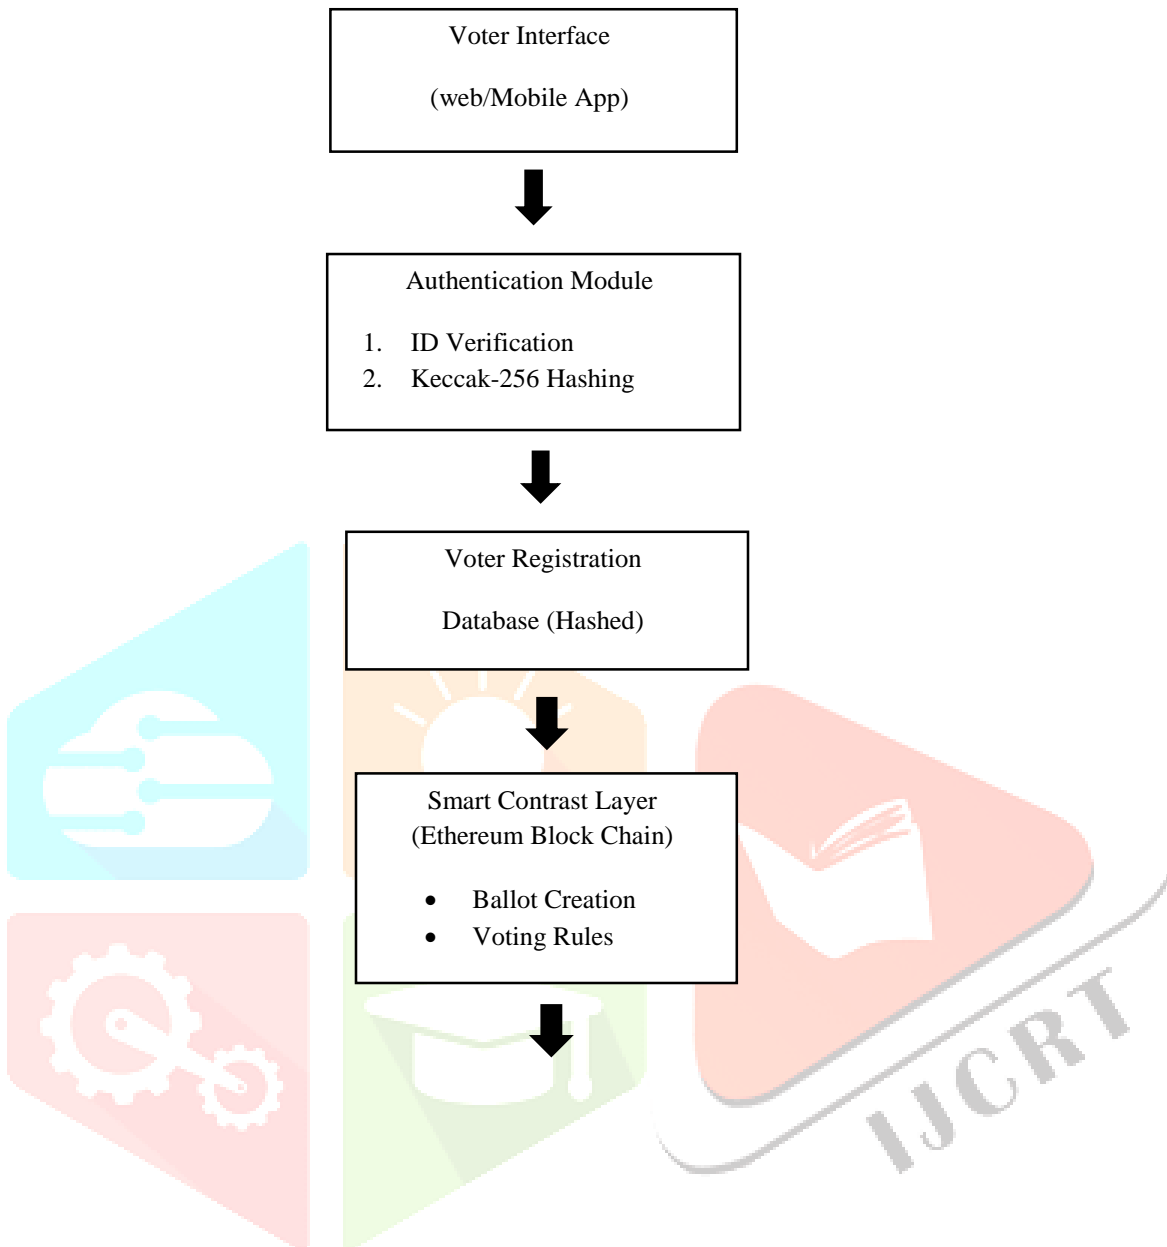 Voter Interface
(web/Mobile App)
Authentication Module
1. ID Verification
2. Keccak-256 Hashing
Voter Registration
Database (Hashed)
Smart Contrast Layer
(Ethereum Block Chain)
• Ballot Creation
• Voting Rules
IJCRT